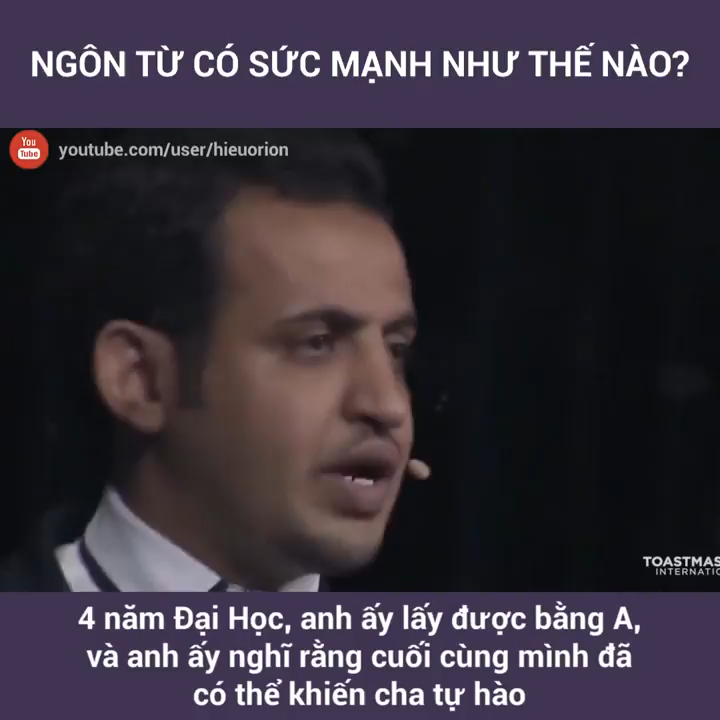 NGÔN TỪ CÓ SỨC MẠNH NHƯ THẾ NÀO?
You
Tube
youtube.com/user/hieuorion
TOASTMAS
INTERNATIO
4 năm Đại Học, anh ấy lấy được bằng A,
và anh ấy nghĩ rằng cuối cùng mình đã
có thể khiến cha tự hào